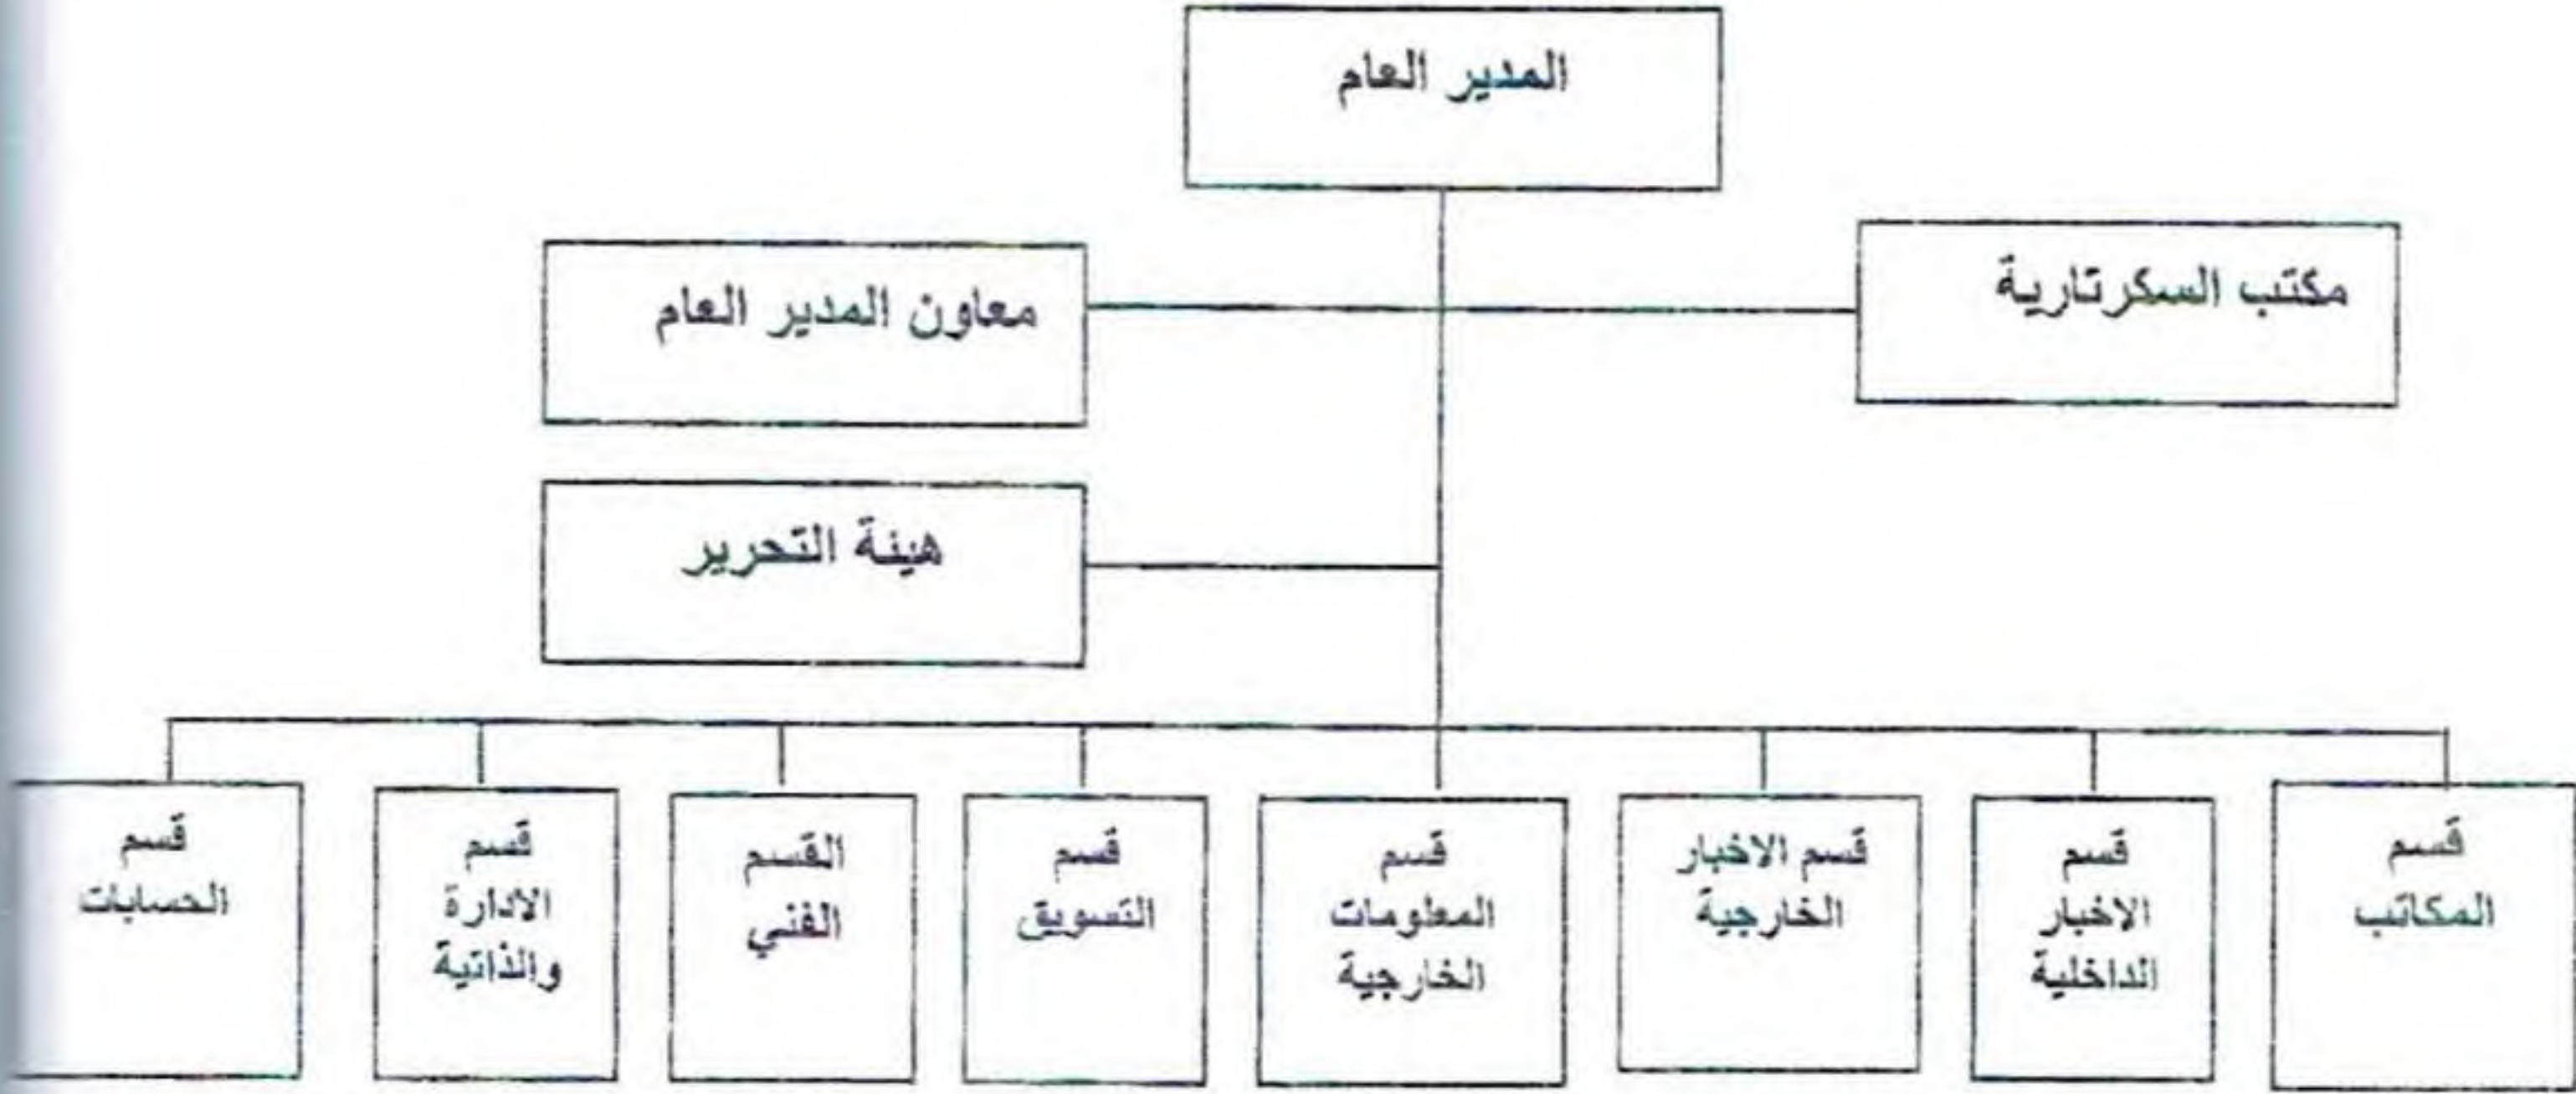 المدير العام
مكتب السكرتارية
معاون المدير العام
هيئة التحرير
قسم
المكاتب
قسم
الاخبار
الداخلية
قسم الاخبار
الخارجية
قسم
المعلومات
الخارجية
قسم
التسويق
القسم
الفني
قسم
الادارة
والذاتية
قسم
الحسابات